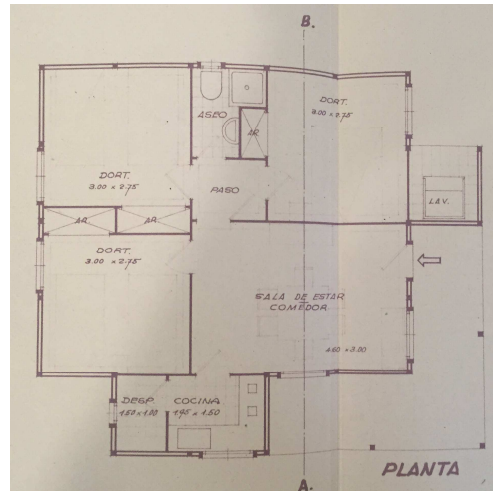 B.
DORT.
3.00 x 2.75
ASEO
AR.
DORT.
3.00 x 2.75
PASO
LAV.
AR.
AR.
DORT.
3.00 x 2.75
SALA DE ESTAR
COMEDOR
4.60 x 3.00
DESP.
1.50 x 1.00
COCINA
1.95 x 1.50
PLANTA
A.